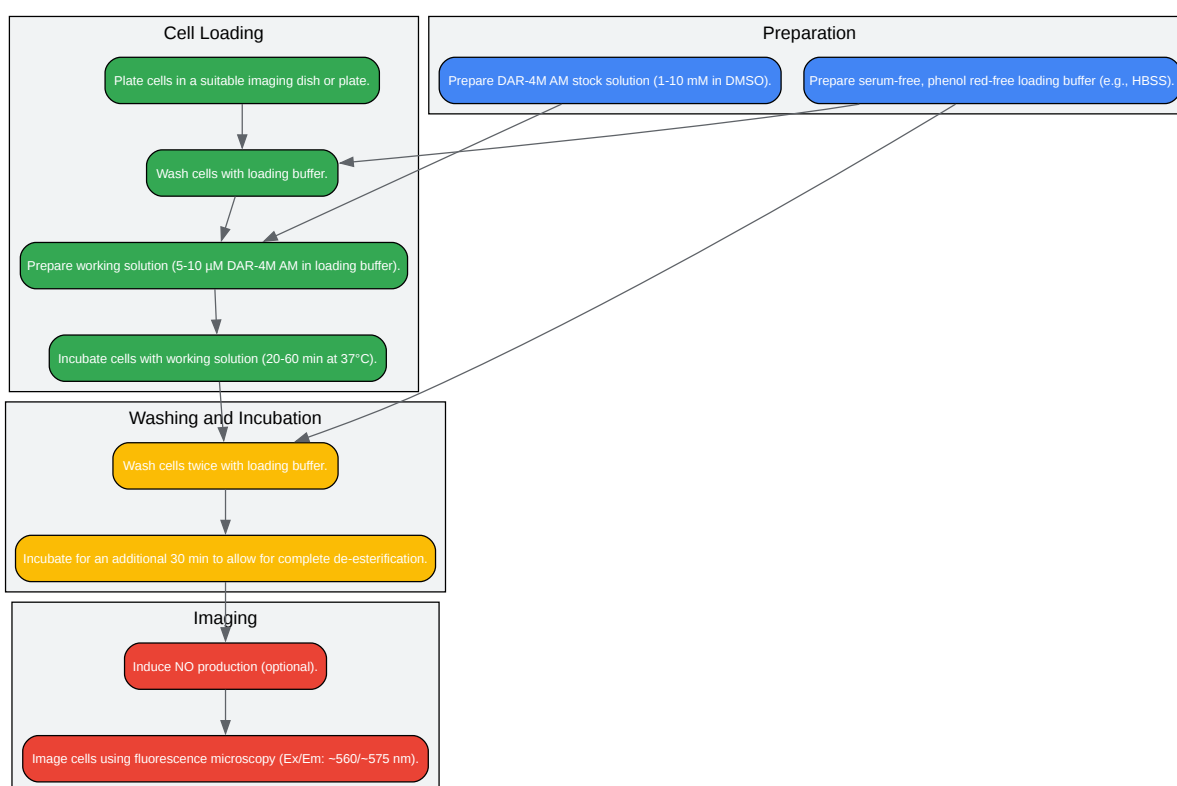 Cell Loading
Preparation
Plate cells in a suitable imaging dish or plate.
Prepare DAR-4M AM stock solution (1-10 mM in DMSO).
Prepare serum-free, phenol red-free loading buffer (e.g., HBSS).
Wash cells with loading buffer.
Prepare working solution (5-10 µM DAR-4M AM in loading buffer).
Incubate cells with working solution (20-60 min at 37°C).
Washing and Incubation
Wash cells twice with loading buffer.
Incubate for an additional 30 min to allow for complete de-esterification.
Imaging
Induce NO production (optional).
Image cells using fluorescence microscopy (Ex/Em: ~560/~575 nm).